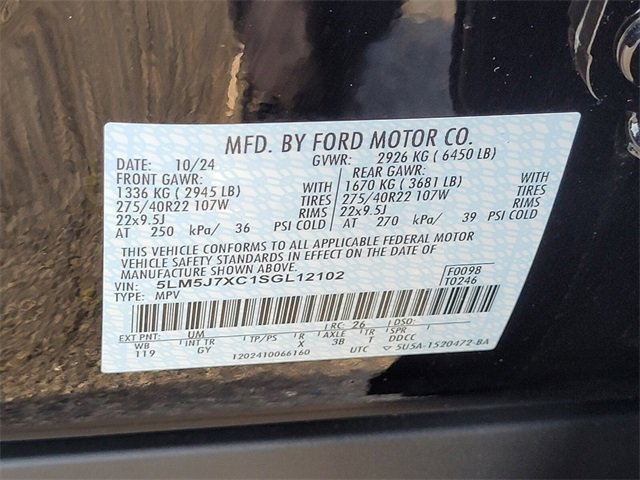 MFD. BY FORD MOTOR CO.
DATE: 10/24 GVWR: 2926 KG ( 6450 LB)
FRONT GAWR: REAR GAWR:
1336 KG ( 2945 LB) WITH 1670 KG ( 3681 LB) WITH
275/40R22 107W TIRES 275/40R22 107W TIRES
22x9.5J RIMS 22x9.5J RIMS
AT 250 kPa/ 36 PSI COLD AT 270 kPa/ 39 PSI COLD
THIS VEHICLE CONFORMS TO ALL APPLICABLE FEDERAL MOTOR
VEHICLE SAFETY STANDARDS IN EFFECT ON THE DATE OF
MANUFACTURE SHOWN ABOVE.
VIN: 5LM5J7XC1SGL12102 F0098
TYPE: MPV T0246
EXT PNT: UM RC: 26 DSO:
WB INT TR TP/PS R AXLE TR SPR
119 GY X 3B T DDCC
1202410066160 UTC ▽ 5U5A-1520472-BA